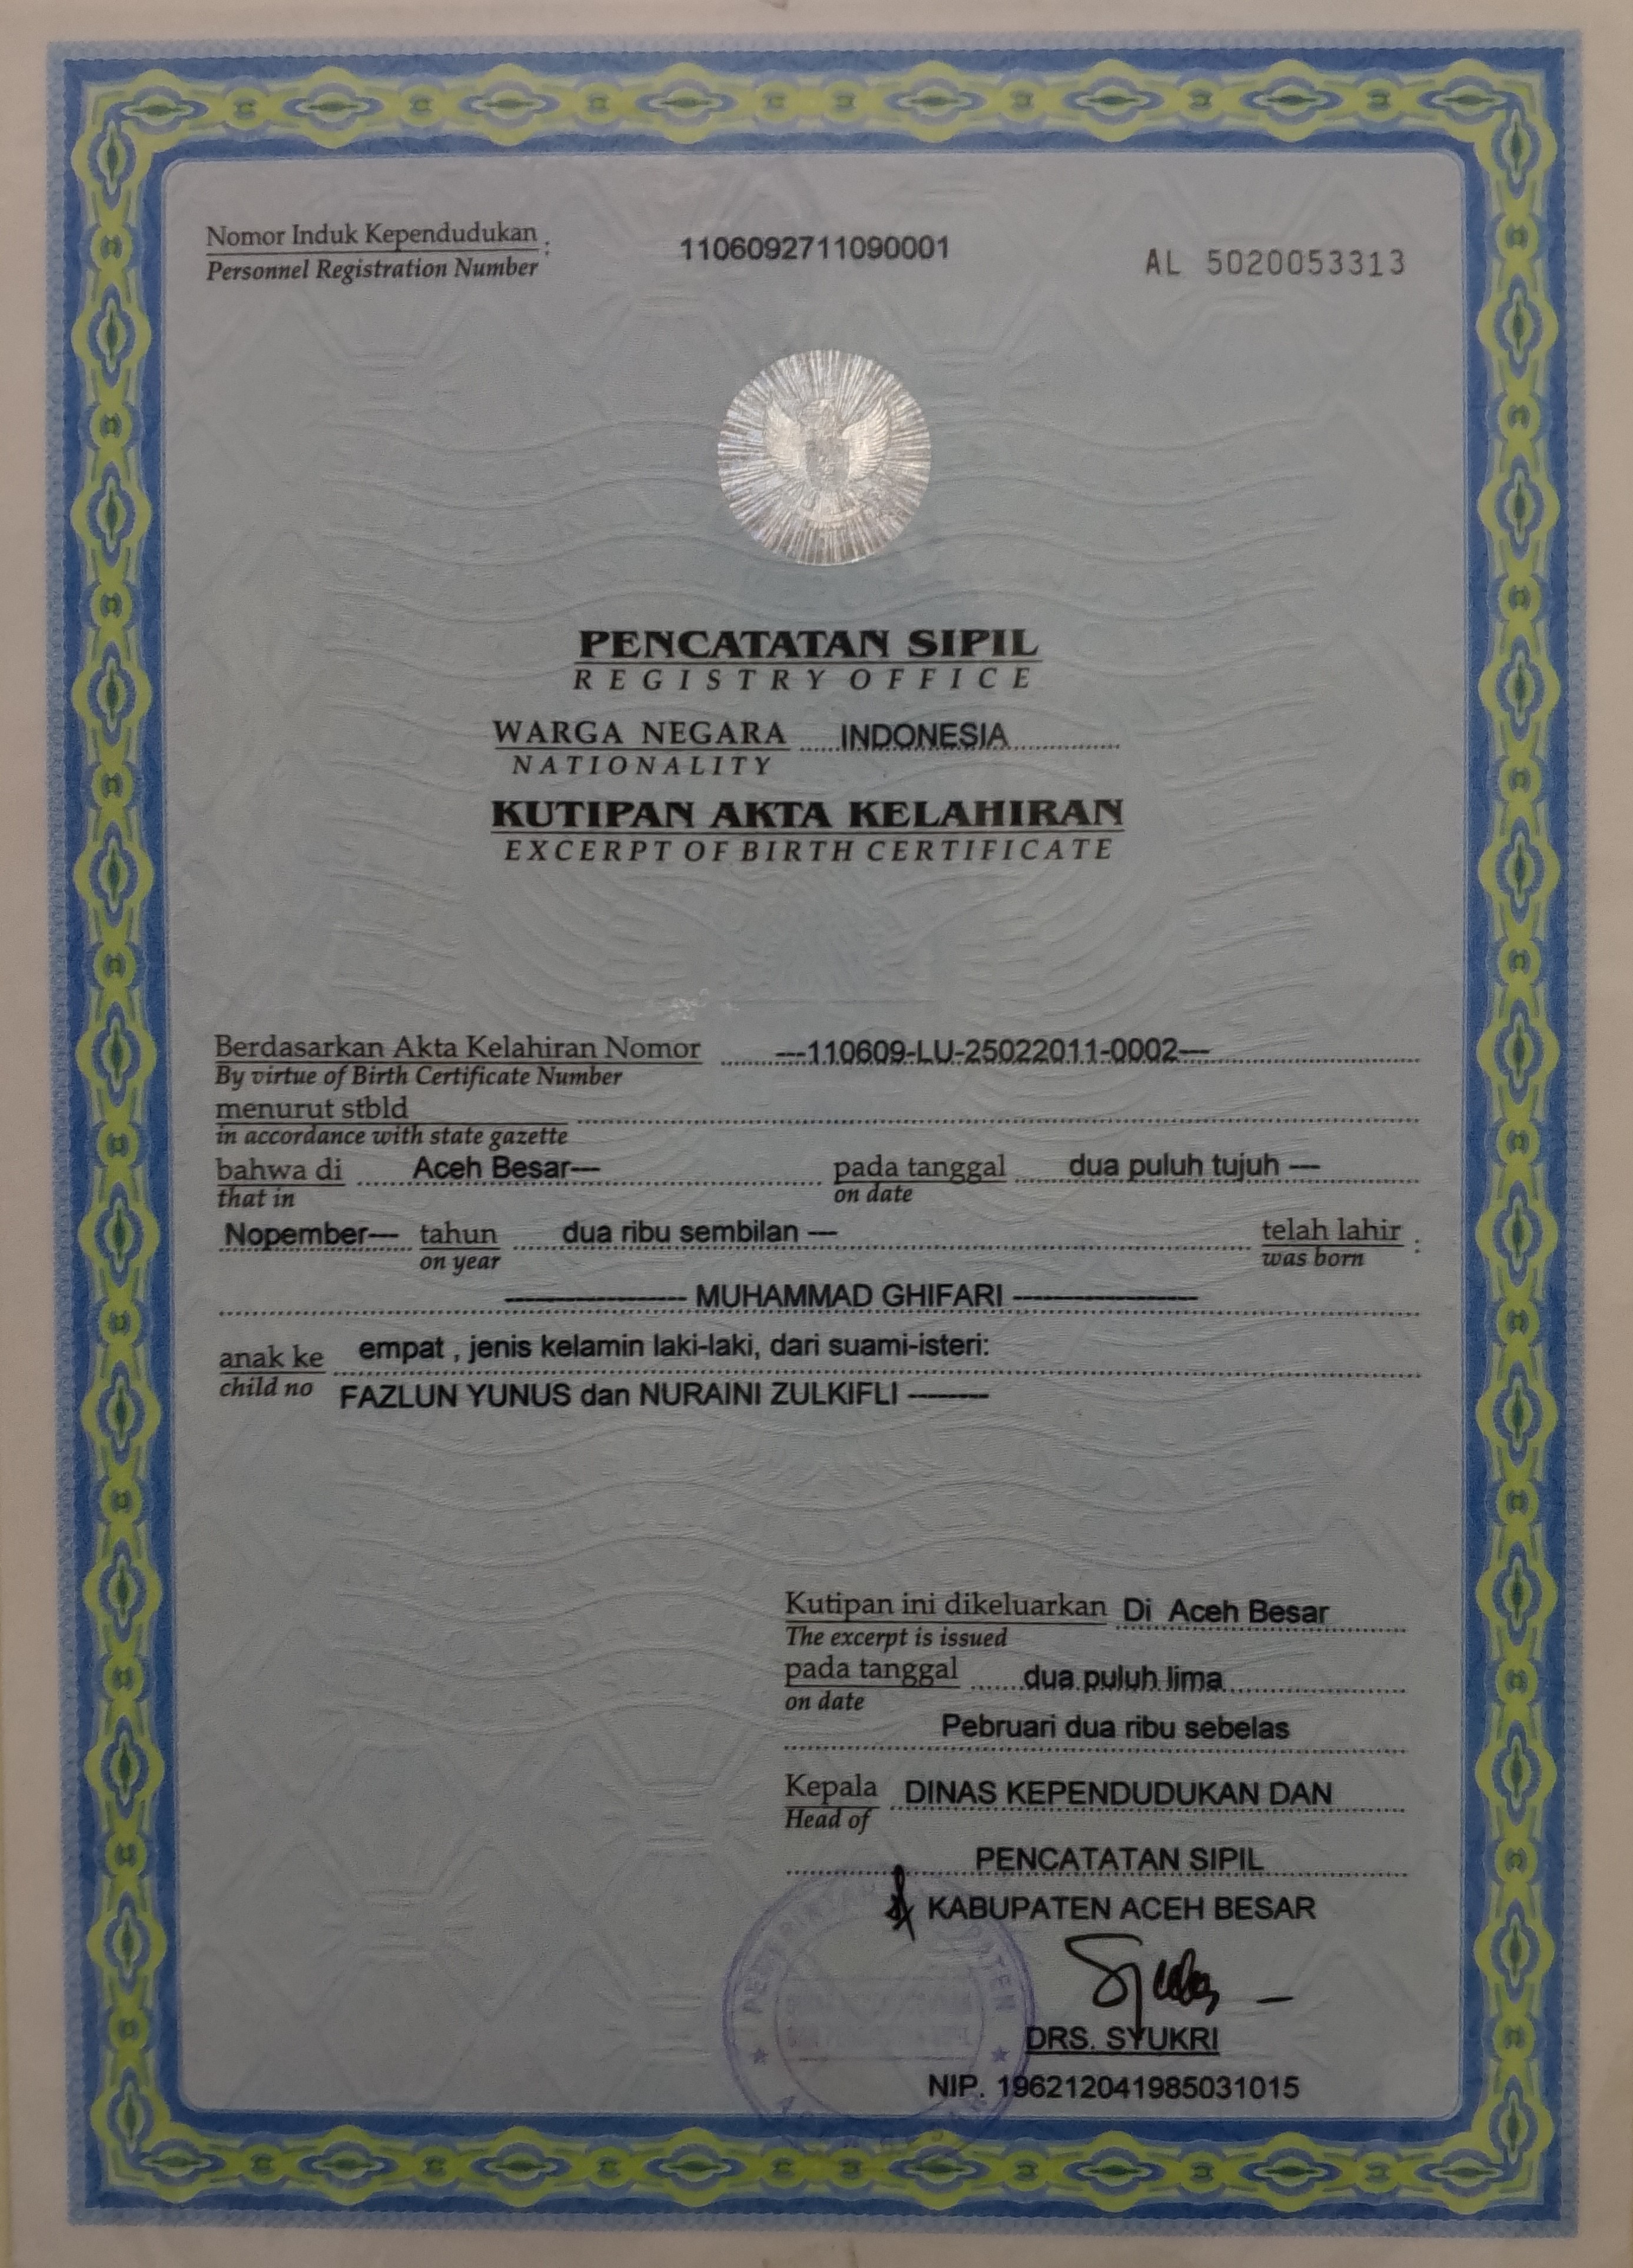 Nomor Induk Kependudukan : 1106092711090001 AL 5020053313
Personnel Registration Number
PENCATATAN SIPIL
REGISTRY OFFICE
WARGA NEGARA INDONESIA
NATIONALITY
KUTIPAN AKTA KELAHIRAN
EXCERPT OF BIRTH CERTIFICATE
Berdasarkan Akta Kelahiran Nomor ---110609-LU-25022011-0002---
By virtue of Birth Certificate Number
menurut stbld
in accordance with state gazette
bahwa di Aceh Besar--- pada tanggal dua puluh tujuh ---
that in on date
Nopember--- tahun dua ribu sembilan --- telah lahir :
on year was born
MUHAMMAD GHIFARI
anak ke empat , jenis kelamin laki-laki, dari suami-isteri:
child no FAZLUN YUNUS dan NURAINI ZULKIFLI --------
Kutipan ini dikeluarkan Di Aceh Besar
The excerpt is issued
pada tanggal dua puluh lima
on date
Pebruari dua ribu sebelas
Kepala DINAS KEPENDUDUKAN DAN
Head of
PENCATATAN SIPIL
KABUPATEN ACEH BESAR
DRS. SYUKRI
NIP. 196212041985031015